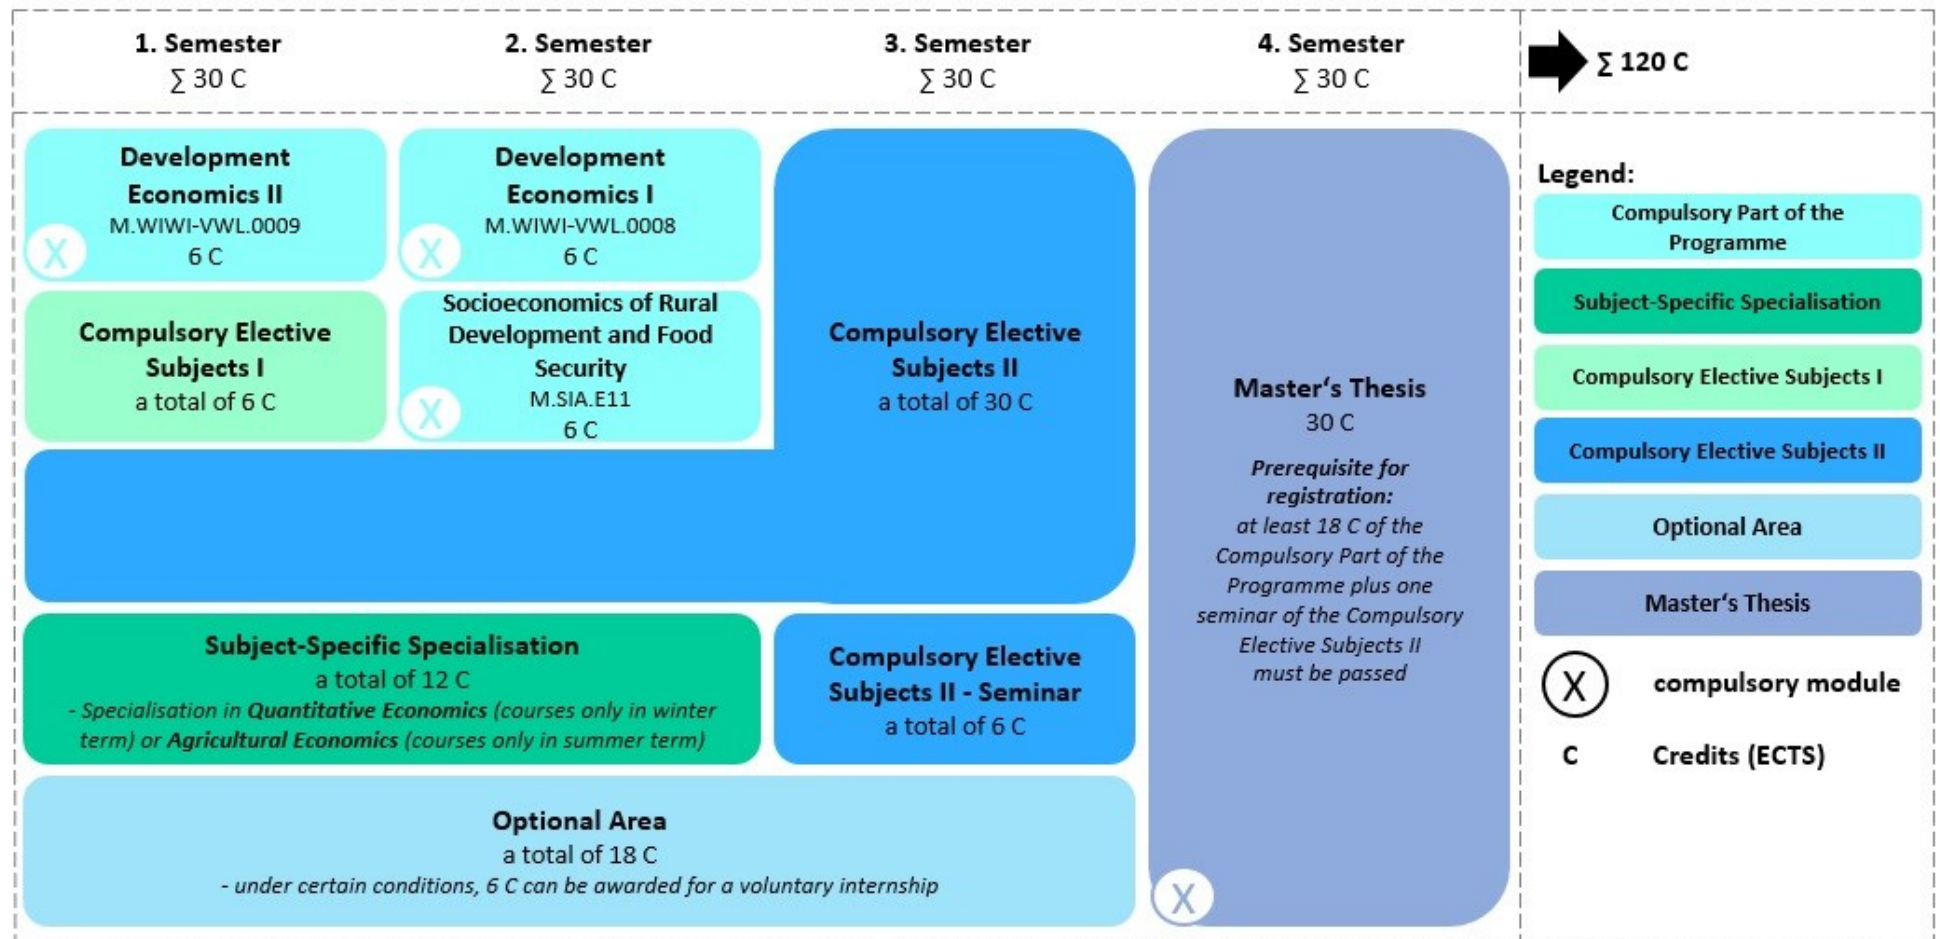 1. Semester
∑ 30 C
2. Semester
∑ 30 C
3. Semester
∑ 30 C
4. Semester
∑ 30 C
∑ 120 C
Development
Economics II
M.WIWI-VWL.0009
6 C
X
Development
Economics I
M.WIWI-VWL.0008
6 C
X
Compulsory Elective
Subjects I
a total of 6 C
Socioeconomics of Rural
Development and Food
Security
M.SIA.E11
6 C
X
Compulsory Elective
Subjects II
a total of 30 C
Master‘s Thesis
30 C
Prerequisite for
registration:
at least 18 C of the
Compulsory Part of the
Programme plus one
seminar of the Compulsory
Elective Subjects II
must be passed
X
Subject-Specific Specialisation
a total of 12 C
- Specialisation in Quantitative Economics (courses only in winter
term) or Agricultural Economics (courses only in summer term)
Compulsory Elective
Subjects II - Seminar
a total of 6 C
Optional Area
a total of 18 C
- under certain conditions, 6 C can be awarded for a voluntary internship
Legend:
Compulsory Part of the
Programme
Subject-Specific Specialisation
Compulsory Elective Subjects I
Compulsory Elective Subjects II
Optional Area
Master‘s Thesis
X compulsory module
C Credits (ECTS)